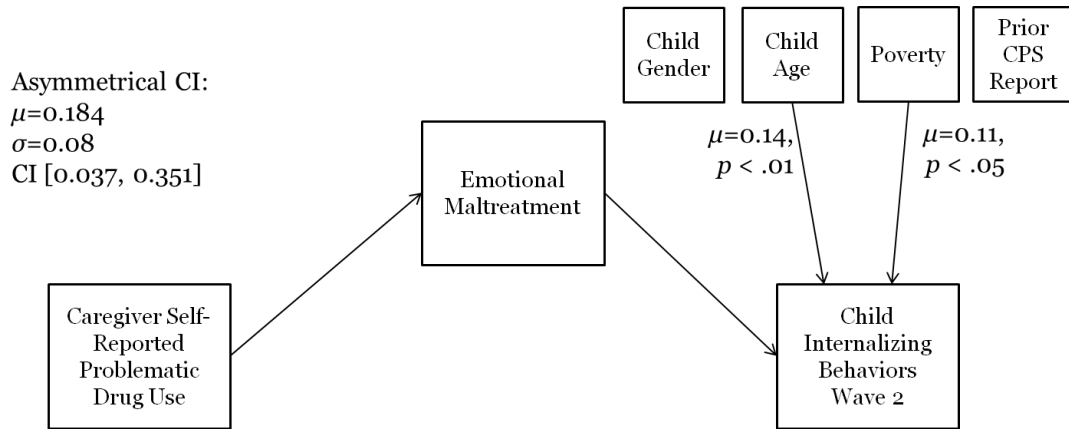 Asymmetrical CI:
μ=0.184
σ=0.08
CI [0.037, 0.351]
Child
Gender
Child
Age
Poverty
Prior
CPS
Report
μ=0.14,
p < .01
μ=0.11,
p < .05
Emotional
Maltreatment
Caregiver Self-
Reported
Problematic
Drug Use
Child
Internalizing
Behaviors
Wave 2